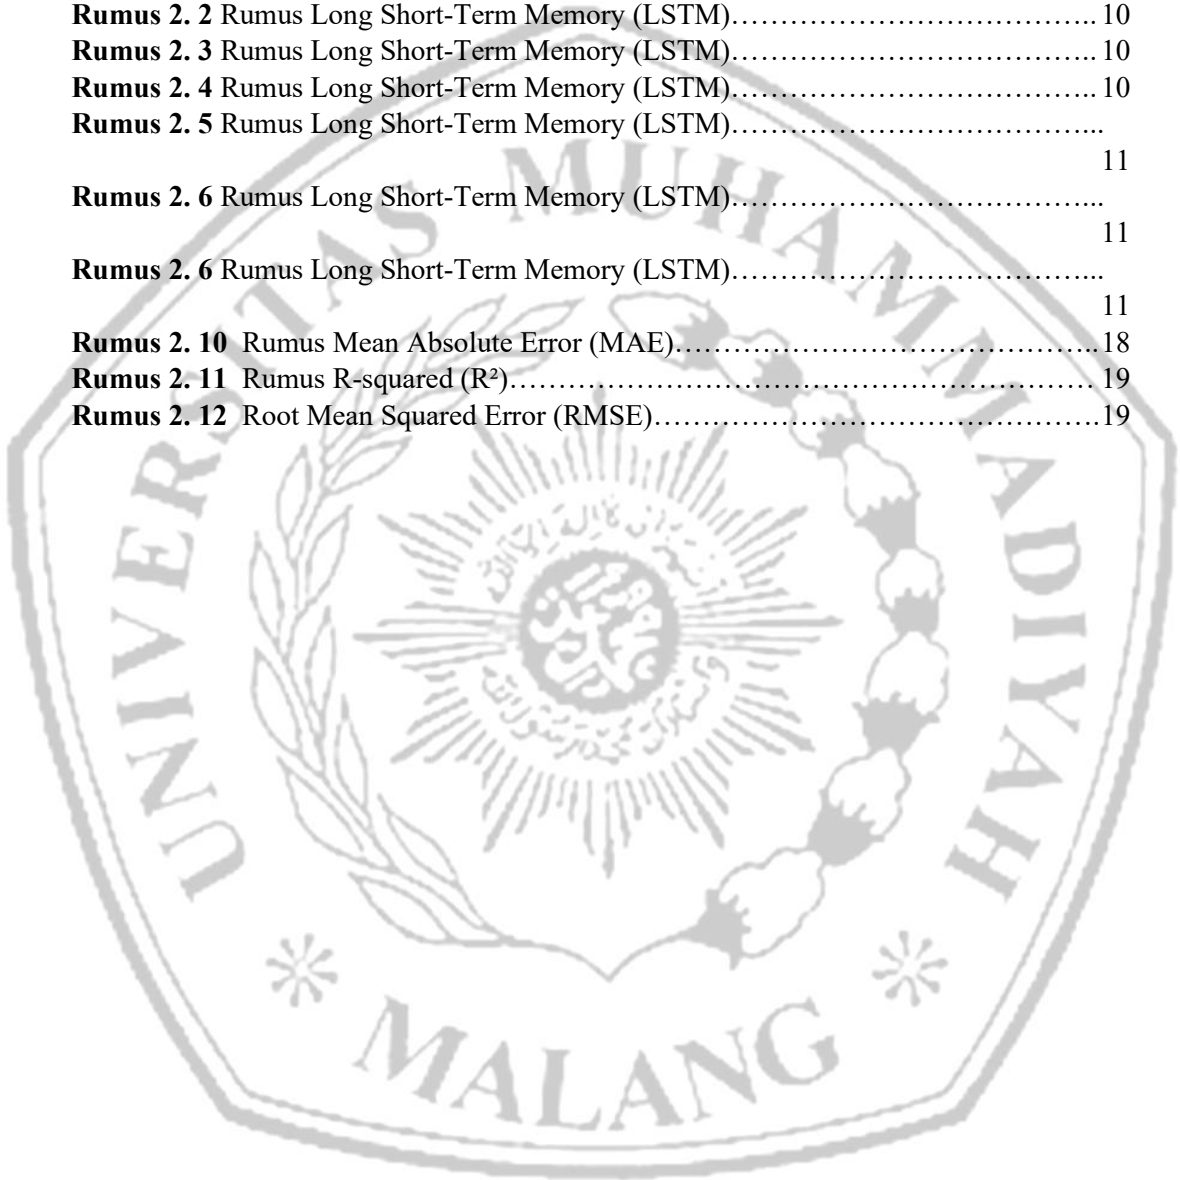 Rumus 2. 2 Rumus Long Short-Term Memory (LSTM)…………………………………….. 10
Rumus 2. 3 Rumus Long Short-Term Memory (LSTM)…………………………………….. 10
Rumus 2. 4 Rumus Long Short-Term Memory (LSTM)…………………………………….. 10
Rumus 2. 5 Rumus Long Short-Term Memory (LSTM)……………………………………...
11
Rumus 2. 6 Rumus Long Short-Term Memory (LSTM)……………………………………...
11
Rumus 2. 6 Rumus Long Short-Term Memory (LSTM)……………………………………...
11
Rumus 2. 10 Rumus Mean Absolute Error (MAE)…………………………………………..18
Rumus 2. 11 Rumus R-squared (R²)…………………………………………………………… 19
Rumus 2. 12 Root Mean Squared Error (RMSE)…………………………………………….19
UNIVERSITAS MUHAMMADIYAH
MALANG